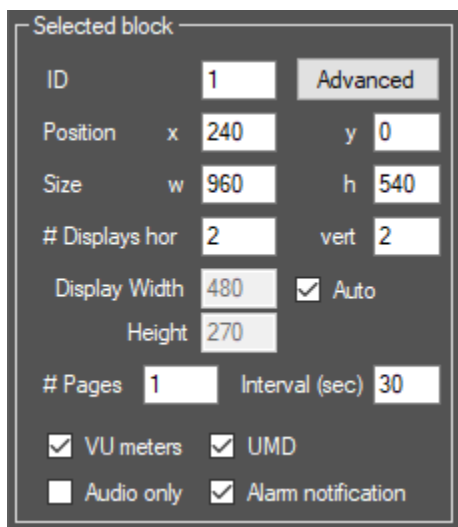 Selected block
ID 1 Advanced
Position x 240 y 0
Size w 960 h 540
# Displays hor 2 vert 2
Display Width 480 Auto
Height 270
# Pages 1 Interval (sec) 30
VU meters UMD
Audio only Alarm notification